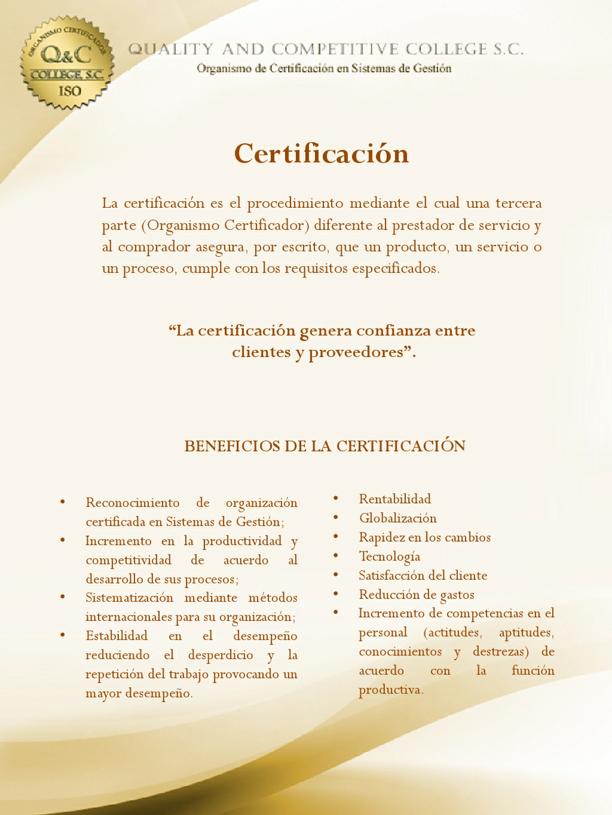 ORGANISMO CERTIFICADOR
Q&C
COLLEGE, S.C.
ISO
QUALITY AND COMPETITIVE COLLEGE S.C.
Organismo de Certificación en Sistemas de Gestión
Certificación
La certificación es el procedimiento mediante el cual una tercera
parte (Organismo Certificador) diferente al prestador de servicio y
al comprador asegura, por escrito, que un producto, un servicio o
un proceso, cumple con los requisitos especificados.
“La certificación genera confianza entre
clientes y proveedores”.
BENEFICIOS DE LA CERTIFICACIÓN
• Reconocimiento de organización
certificada en Sistemas de Gestión;
• Incremento en la productividad y
competitividad de acuerdo al
desarrollo de sus procesos;
• Sistematización mediante métodos
internacionales para su organización;
• Estabilidad en el desempeño
reduciendo el desperdicio y la
repetición del trabajo provocando un
mayor desempeño.
• Rentabilidad
• Globalización
• Rapidez en los cambios
• Tecnología
• Satisfacción del cliente
• Reducción de gastos
• Incremento de competencias en el
personal (actitudes, aptitudes,
conocimientos y destrezas) de
acuerdo con la función
productiva.